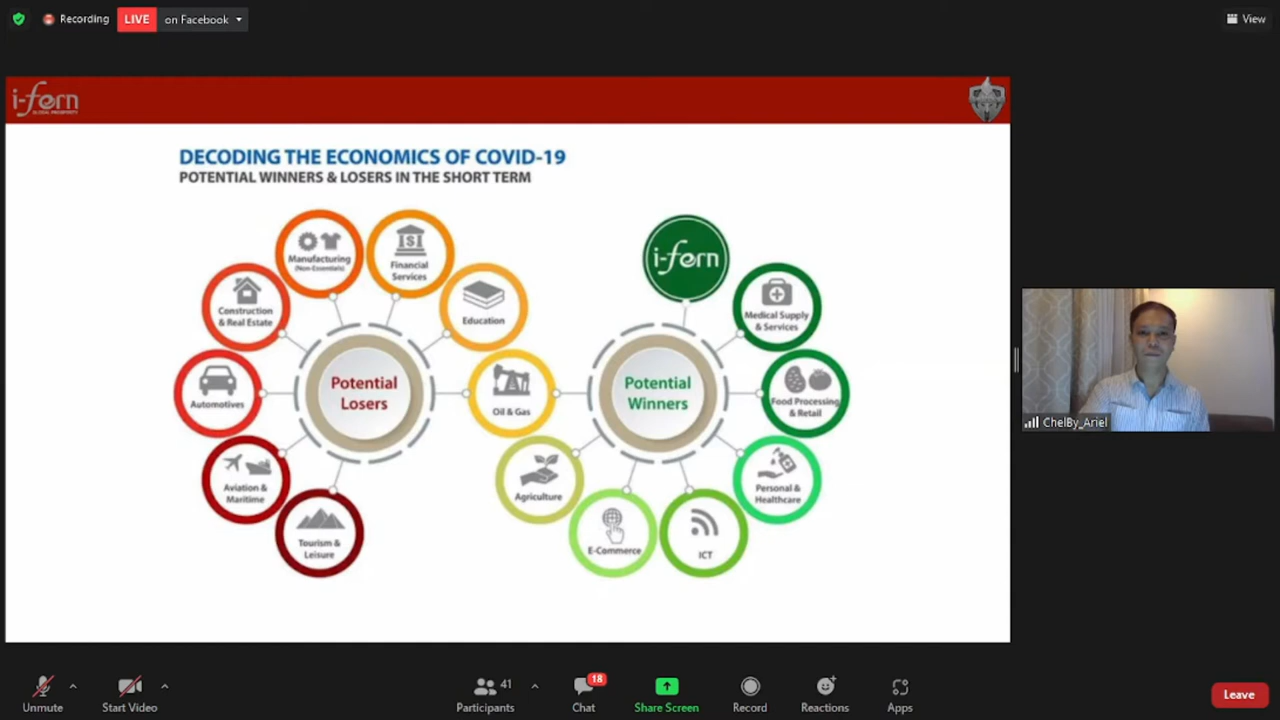 Recording
LIVE
on Facebook
View
i-fern
GLOBAL PROSPERITY
DECODING THE ECONOMICS OF COVID-19
POTENTIAL WINNERS & LOSERS IN THE SHORT TERM
Manufacturing
(Non-Essentials)
Financial
Services
i-fern
Construction
& Real Estate
Education
Medical Supply
& Services
Automotives
Potential
Losers
Oil & Gas
Potential
Winners
Food Processing
& Retail
Aviation &
Maritime
Agriculture
Personal &
Healthcare
Tourism &
Leisure
E-Commerce
ICT
ChelBy_Ariel
Unmute
Start Video
41
Participants
18
Chat
Share Screen
Record
Reactions
Apps
Leave